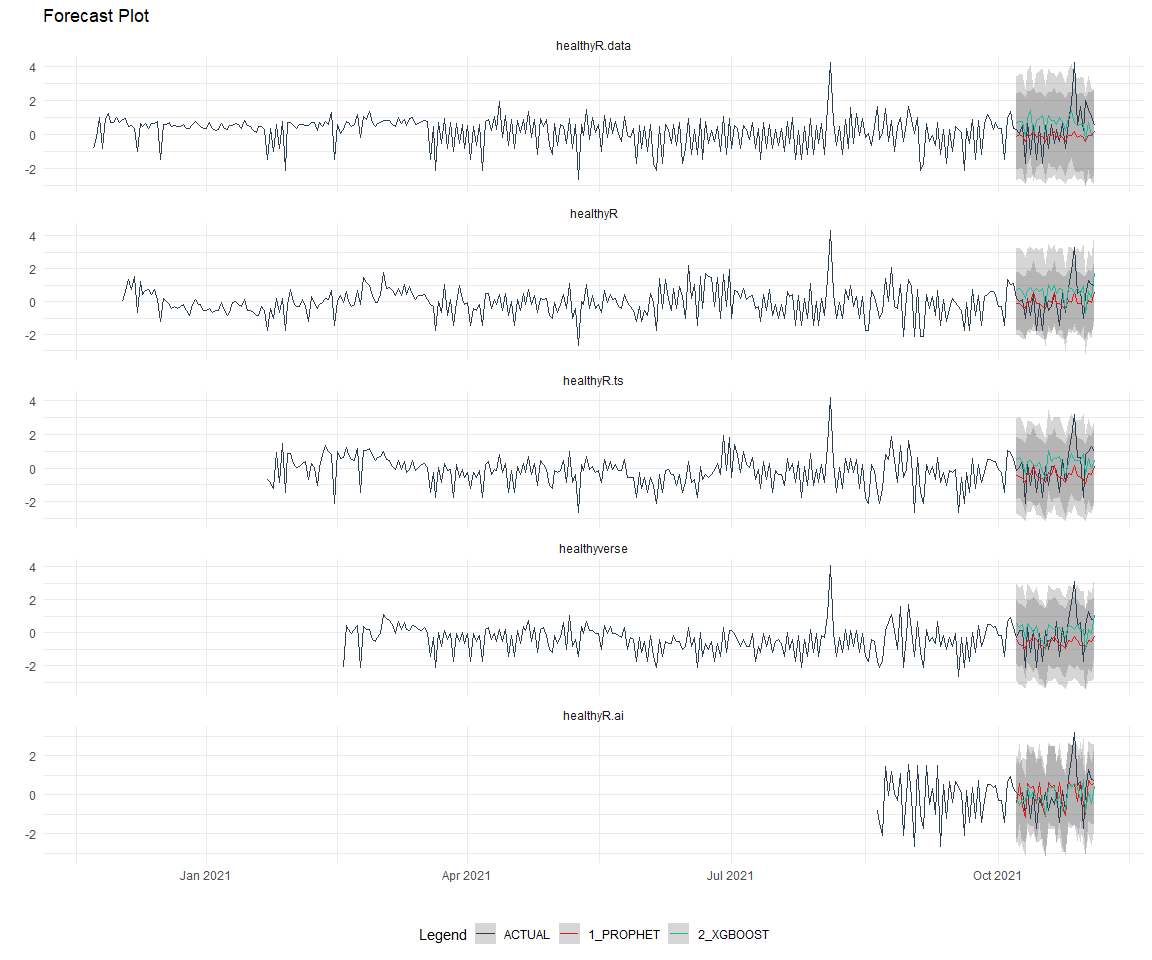 Forecast Plot
healthyR.data
4
2
0
-2
healthyR
4
2
0
-2
healthyR.ts
4
2
0
-2
healthyverse
4
2
0
-2
healthyR.ai
2
0
-2
Jan 2021 Apr 2021 Jul 2021 Oct 2021
Legend ACTUAL 1_PROPHET 2_XGBOOST